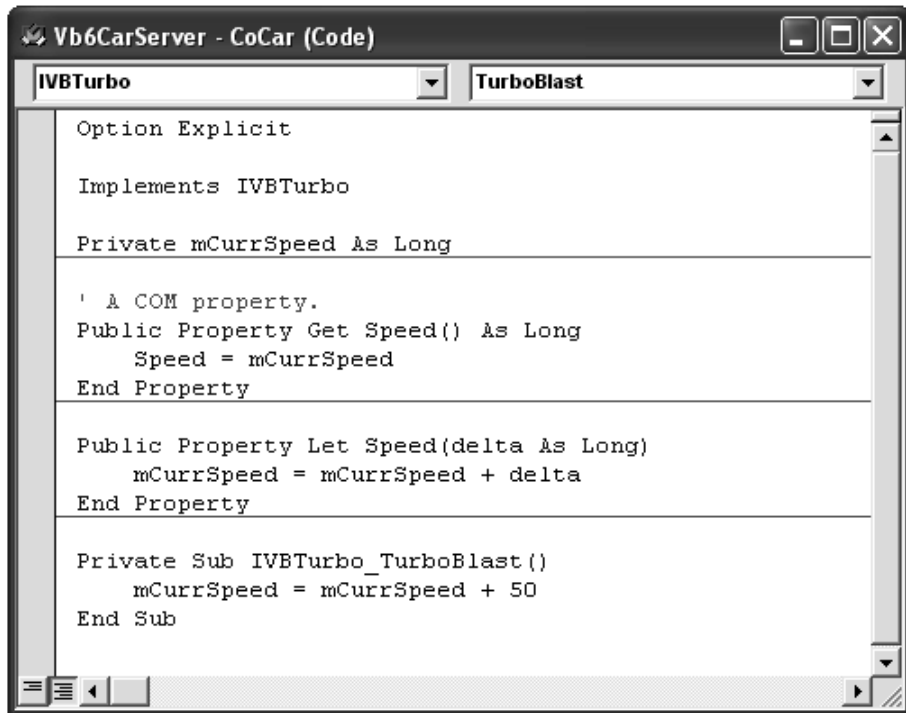 Vb6CarServer - CoCar (Code)
IVBTurbo
TurboBlast
Option Explicit
Implements IVBTurbo
Private mCurrSpeed As Long
' A COM property.
Public Property Get Speed() As Long
    Speed = mCurrSpeed
End Property
Public Property Let Speed(delta As Long)
    mCurrSpeed = mCurrSpeed + delta
End Property
Private Sub IVBTurbo_TurboBlast()
    mCurrSpeed = mCurrSpeed + 50
End Sub